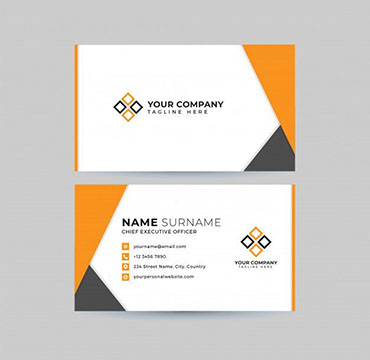 YOUR COMPANY
TAGLINE HERE
NAME SURNAME
CHIEF EXECUTIVE OFFICER
yourname@email.com
+12 3456 7890
234 Street Name, City, Country
yourpersonalwebsite.com
YOUR COMPANY
TAGLINE HERE